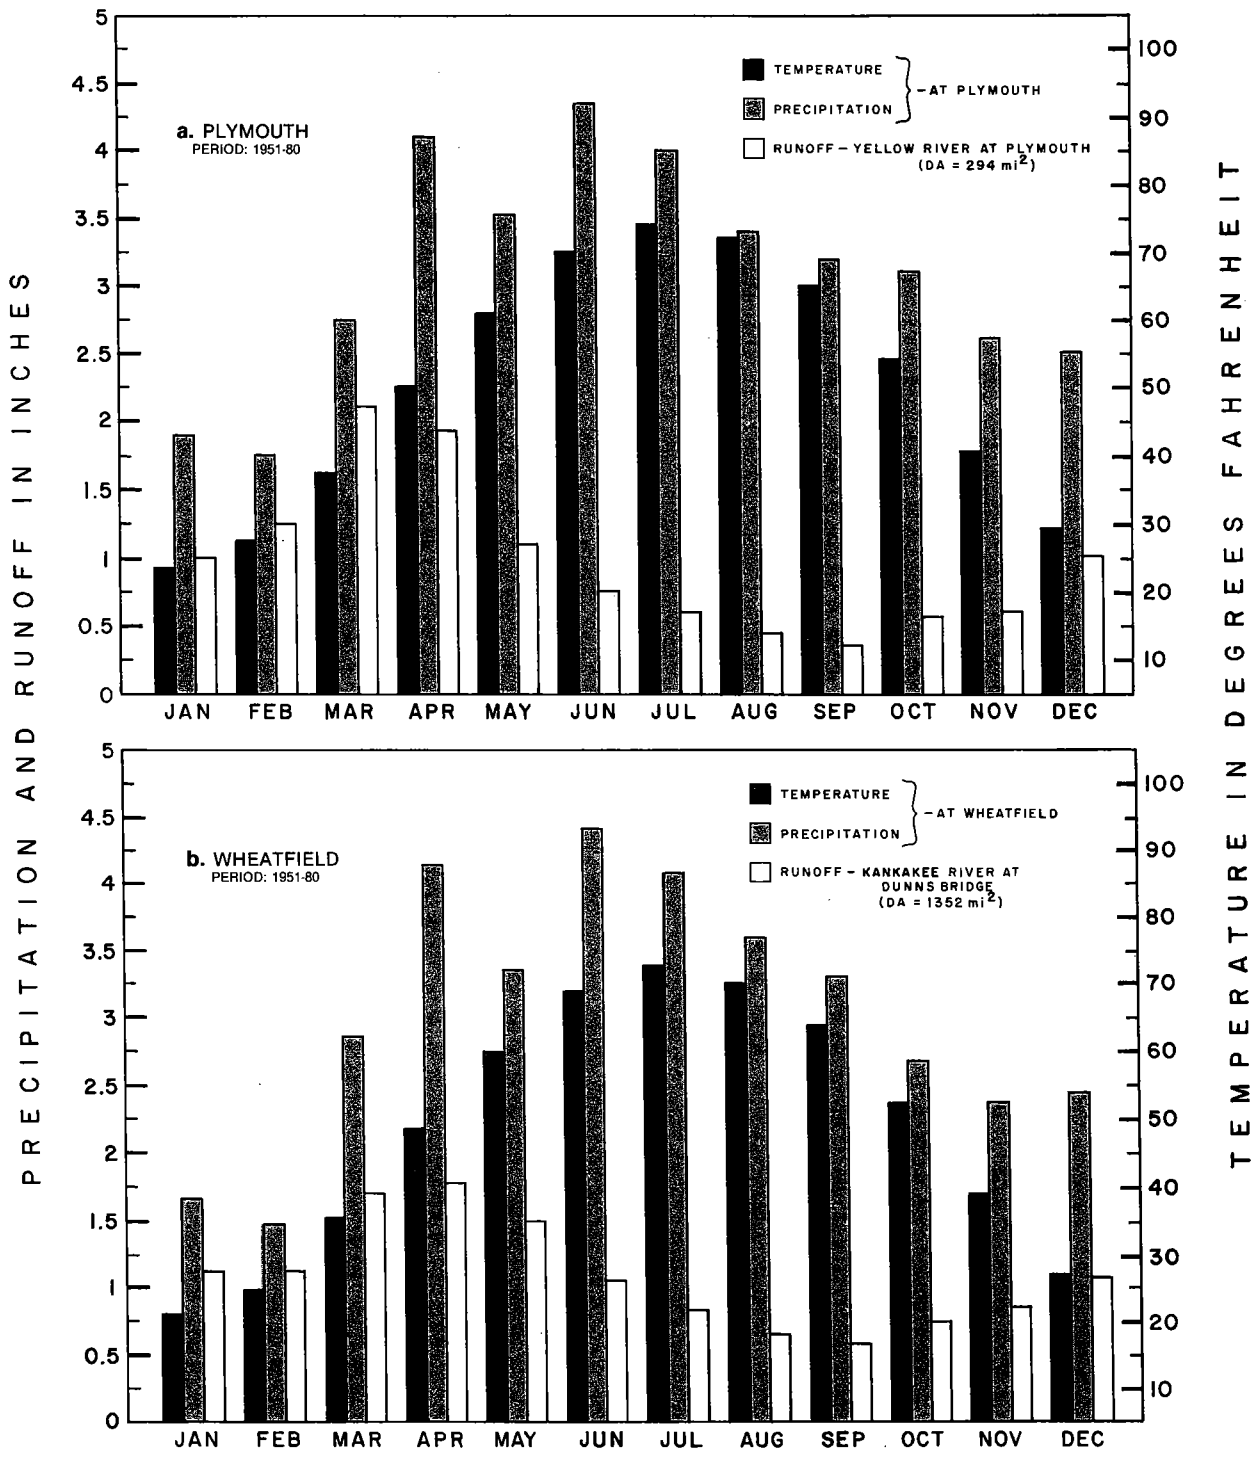 PRECIPITATION AND RUNOFF IN INCHES
TEMPERATURE IN DEGREES FAHRENHEIT
5
4.5
4
3.5
3
2.5
2
1.5
1
0.5
0
a. PLYMOUTH
PERIOD: 1951-80
TEMPERATURE
PRECIPITATION
-AT PLYMOUTH
RUNOFF – YELLOW RIVER AT PLYMOUTH
(DA = 294 mi2)
100
90
80
70
60
50
40
30
20
10
JAN FEB MAR APR MAY JUN JUL AUG SEP OCT NOV DEC
5
4.5
4
3.5
3
2.5
2
1.5
1
0.5
0
b. WHEATFIELD
PERIOD: 1951-80
TEMPERATURE
PRECIPITATION
-AT WHEATFIELD
RUNOFF – KANKAKEE RIVER AT
DUNNS BRIDGE
(DA = 1352 mi2)
100
90
80
70
60
50
40
30
20
10
JAN FEB MAR APR MAY JUN JUL AUG SEP OCT NOV DEC